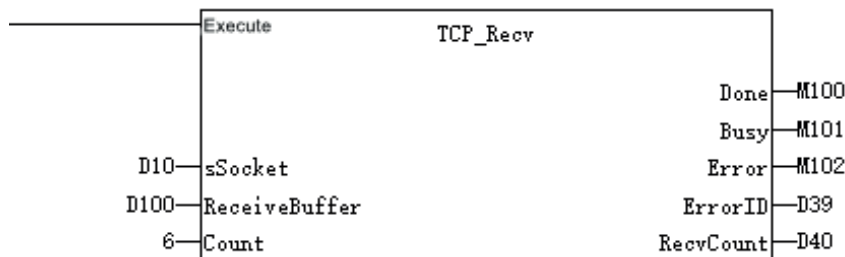 Execute TCP_Recv
Done M100
Busy M101
D10 sSocket Error M102
D100 ReceiveBuffer ErrorID D39
6 Count RecvCount D40